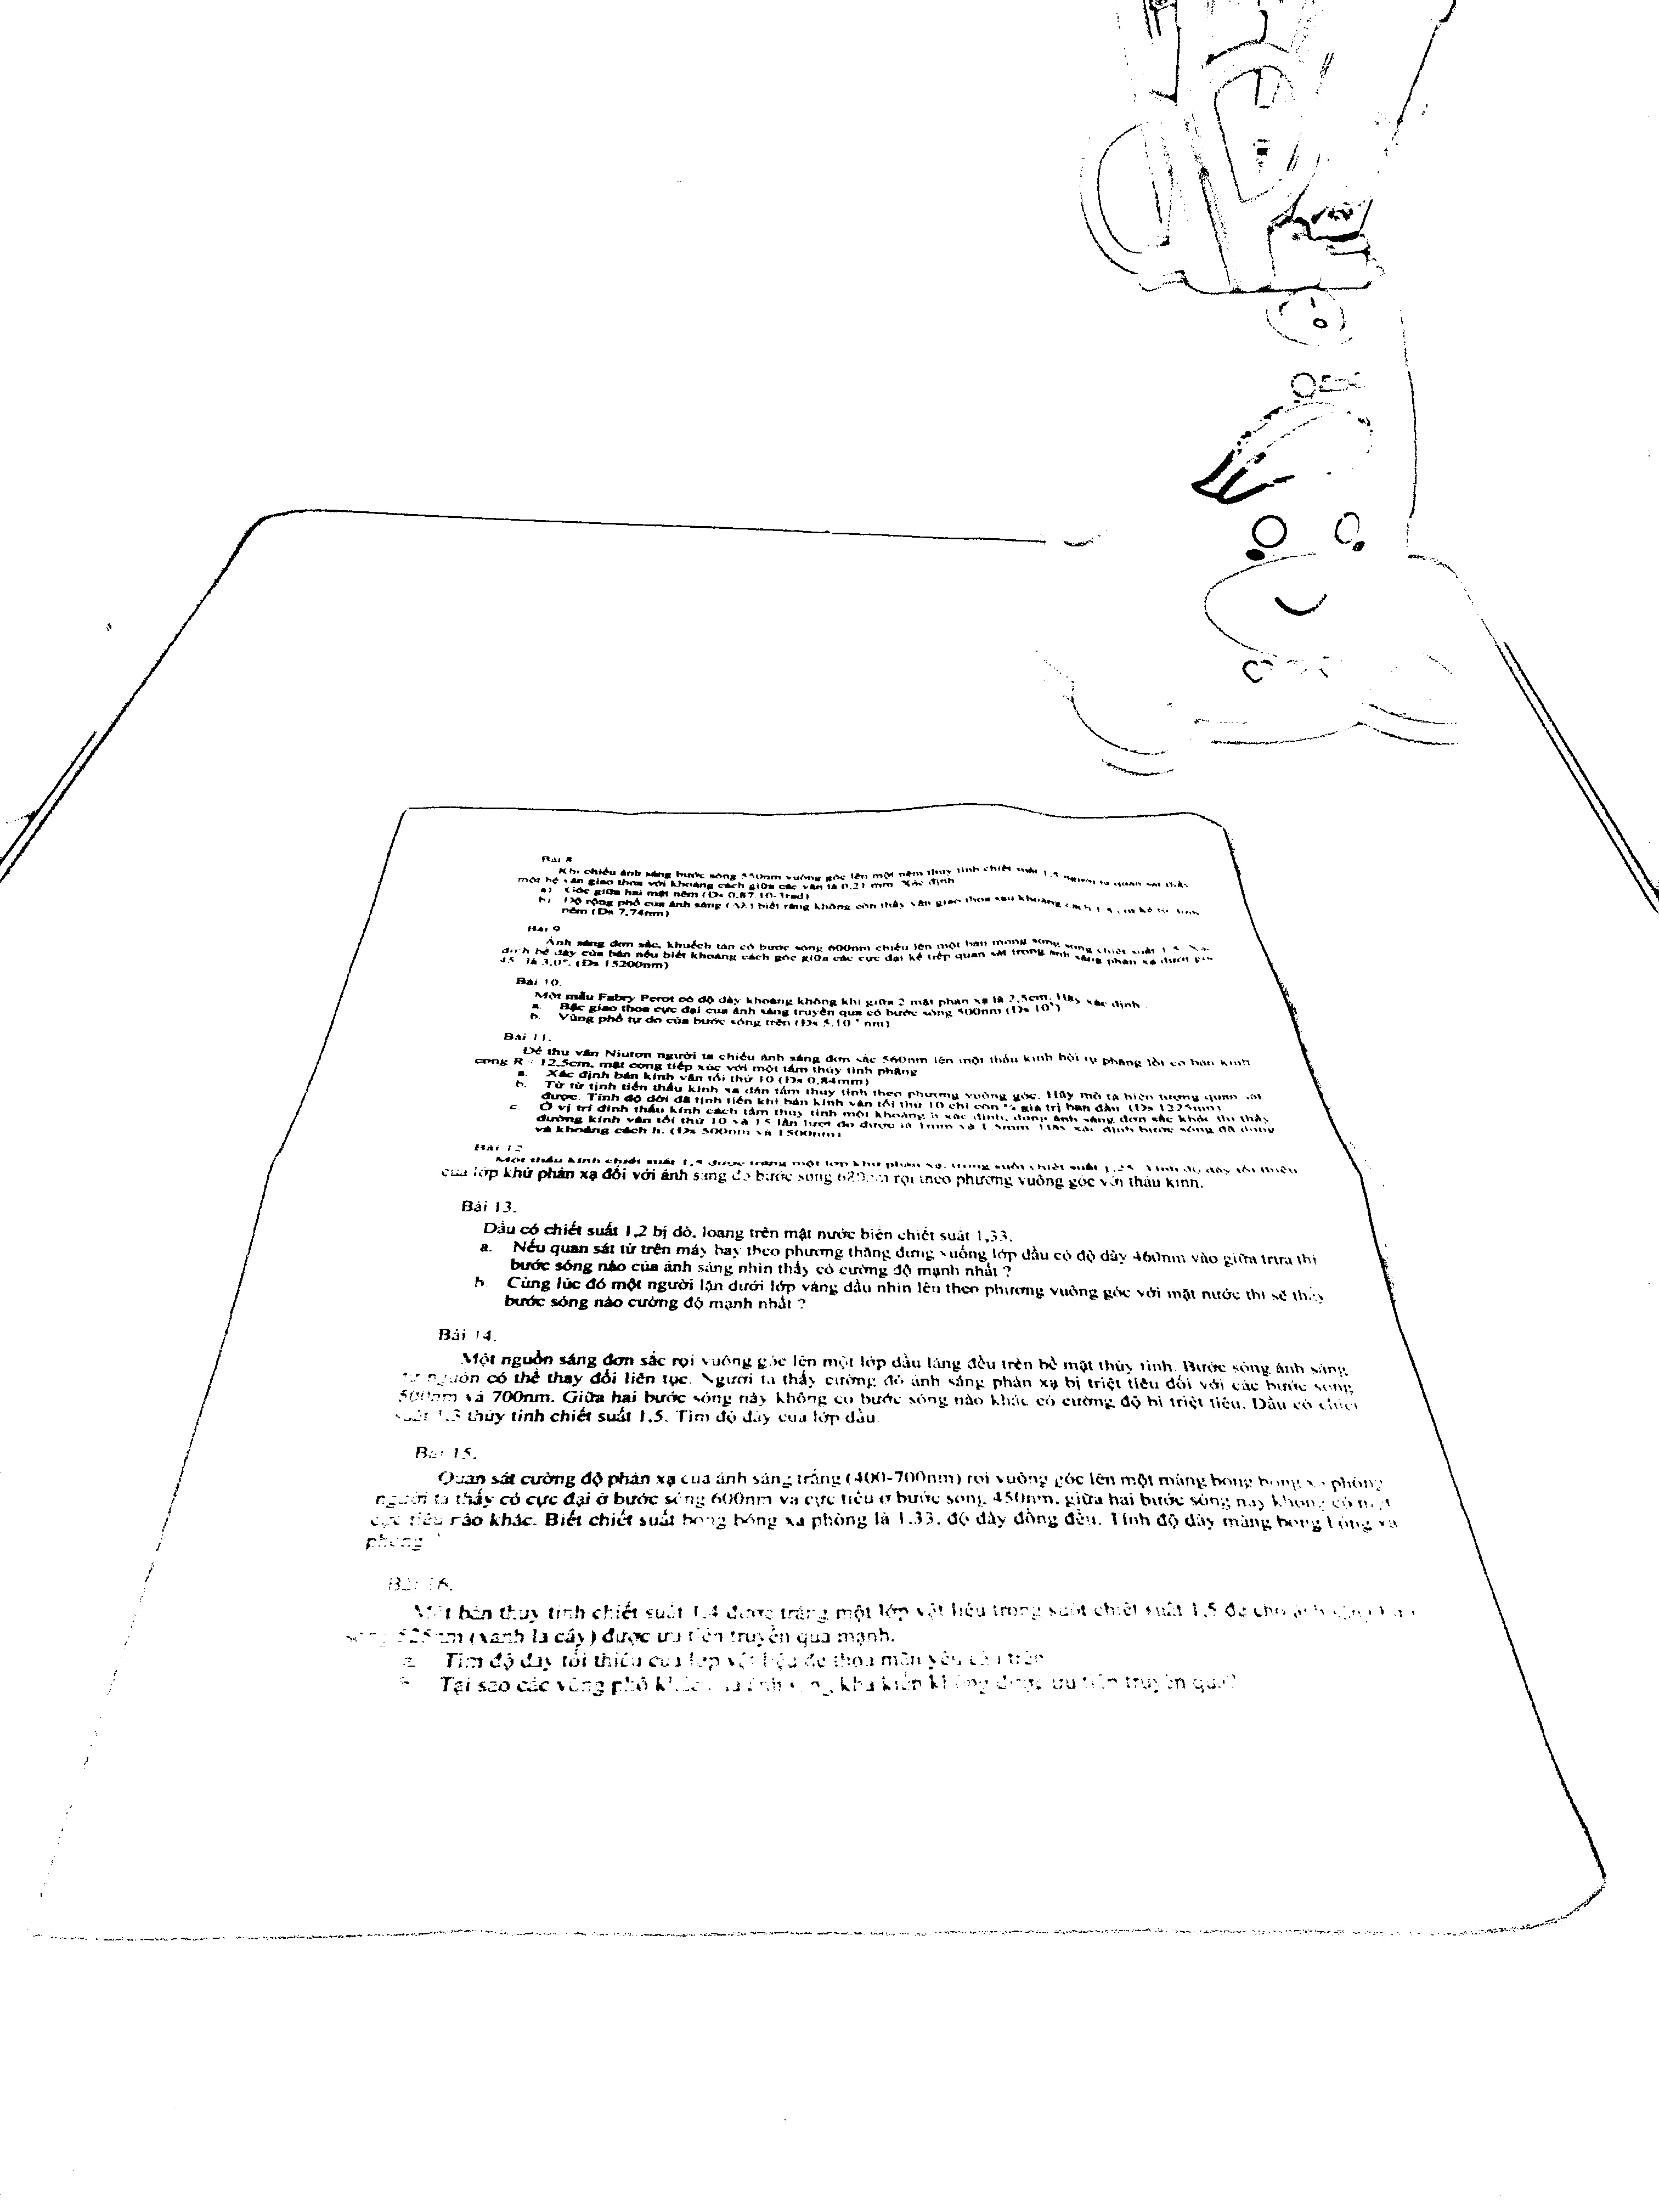 Bài 8
Khi chiếu ánh sáng bước sóng 550nm vuông góc lên một nêm thủy tinh chiết suất 1,5 người ta quan sát thấy
một hệ vân giao thoa với khoảng cách giữa các vân là 0,21 mm. Xác định
a) Góc giữa hai mặt nêm (Ds 0,87.10-3rad)
b) Độ rộng phổ của ánh sáng biết rằng không còn thấy vân giao thoa sau khoảng cách
nêm (Ds 7,74nm)
Bài 9
Ánh sáng đơn sắc, khuếch tán có bước sóng 600nm chiếu lên một bản mỏng song song chiết suất 1.5. Xác
định bề dày của bản nếu biết khoảng cách góc giữa các cực đại kế tiếp quan sát trong ánh sáng phản xạ dưới góc
45° là 3,0°. (Ds 15200nm)
Bài 10.
Một mẫu Fabry Perot có độ dày khoảng không khí giữa 2 mặt phản xạ là 2,5cm. Hãy xác định
a. Bậc giao thoa cực đại của ánh sáng truyền qua có bước sóng 500nm (Ds 10⁵)
b. Vùng phổ tự do của bước sóng trên (Ds 5.10 nm)
Bài 11.
Để thu vân Niuton người ta chiếu ánh sáng đơn sắc 560nm lên một thấu kính hội tụ phẳng lồi có bán kính
cong R = 12,5cm, mặt cong tiếp xúc với một tấm thủy tinh phẳng
a. Xác định bán kính vân tối thứ 10 (Ds 0,84mm)
b. Từ từ tịnh tiến thấu kính xa dần tấm thủy tinh theo phương vuông góc. Hãy mô tả hiện tượng quan sát
được. Tính độ dời đã tịnh tiến khi bán kính vân tối thứ 10 chỉ còn ½ giá trị ban đầu. (Ds 1225nm)
c. Ở vị trí định thấu kính cách tấm thủy tinh một khoảng h xác định, dùng ánh sáng đơn sắc khác thì thấy
đường kính vân tối thứ 10 và 15 lần lượt đo được là 1mm và 1,5mm. Hãy xác định bước sóng đã dùng
và khoảng cách h. (Ds 500nm và 1500nm)
Bài 12
Một thấu kính chiết suất 1,5 được tráng một lớp khử phản xạ, trong suốt chiết suất 1,25. Tính độ dày tối thiểu
của lớp khử phản xạ đối với ánh sáng đỏ bước sóng rọi theo phương vuông góc với thấu kính.
Bài 13.
Dầu có chiết suất 1,2 bị dò, loang trên mặt nước biển chiết suất 1,33.
a. Nếu quan sát từ trên máy bay theo phương thẳng đứng xuống lớp dầu có độ dày 460nm vào giữa trưa thì
bước sóng nào của ánh sáng nhìn thấy có cường độ mạnh nhất ?
b. Cùng lúc đó một người lặn dưới lớp váng dầu nhìn lên theo phương vuông góc với mặt nước thì sẽ thấy
bước sóng nào cường độ mạnh nhất ?
Bài 14.
Một nguồn sáng đơn sắc rọi vuông góc lên một lớp dầu láng đều trên bề mặt thủy tinh. Bước sóng ánh sáng
từ nguồn có thể thay đổi liên tục. Người ta thấy cường độ ánh sáng phản xạ bị triệt tiêu đối với các bước sóng
500nm và 700nm. Giữa hai bước sóng này không có bước sóng nào khác có cường độ bị triệt tiêu. Dầu có chiết
suất 1.3 thủy tinh chiết suất 1.5. Tìm độ dày của lớp dầu.
Bài 15.
Quan sát cường độ phản xạ của ánh sáng trắng (400-700nm) rọi vuông góc lên một màng bong bóng xà phòng
người ta thấy có cực đại ở bước sóng 600nm và cực tiểu ở bước sóng 450nm, giữa hai bước sóng này không có một
cực tiểu nào khác. Biết chiết suất bong bóng xà phòng là 1.33, độ dày đồng đều. Tính độ dày màng bong bóng xà
phòng
Bài 16.
Một bản thủy tinh chiết suất 1,4 được tráng một lớp vật liệu trong suốt chiết suất 1,5 để cho ánh sáng bước
sóng 525nm (xanh lá cây) được ưu tiên truyền qua mạnh.
a. Tìm độ dày tối thiểu của lớp vật liệu để thỏa mãn yêu cầu trên
Tại sao các vùng phổ khác của ánh sáng khả kiến không được ưu tiên truyền qua?